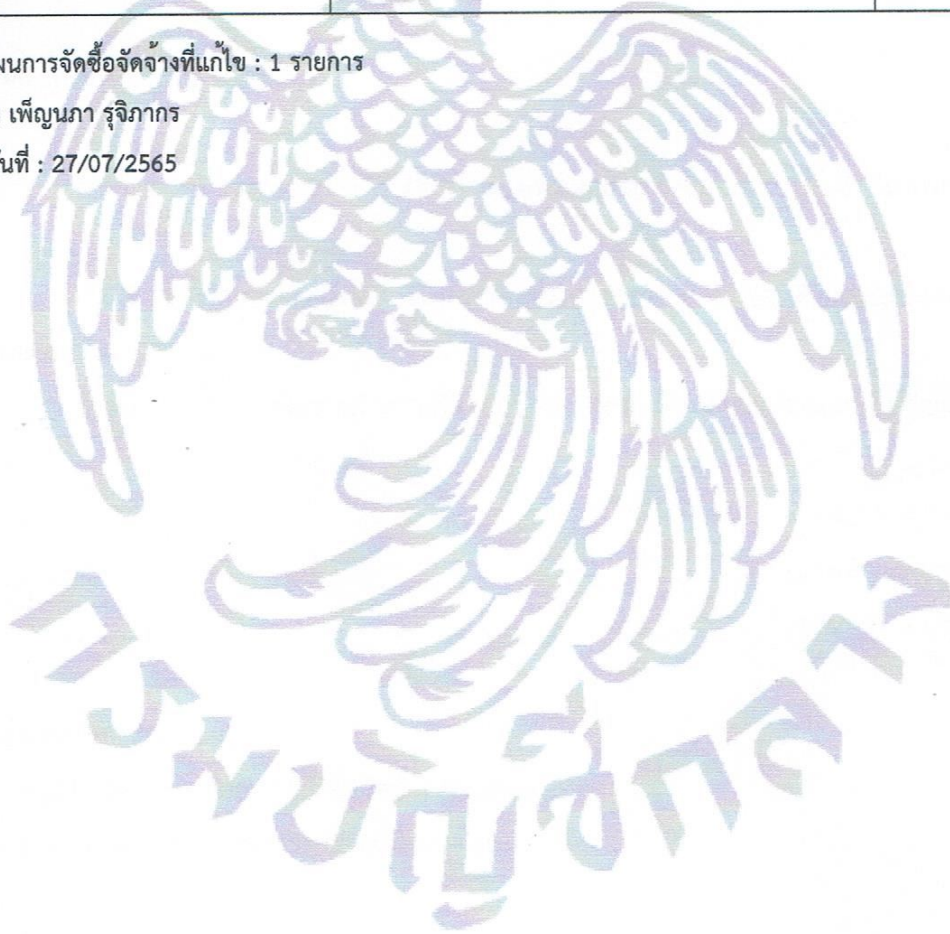 ผนการจัดซื้อจัดจ้างที่แก้ไข : 1 รายการ
เพ็ญนภา รุจิภากร
นที่ : 27/07/2565
กรมบัญชีกลาง